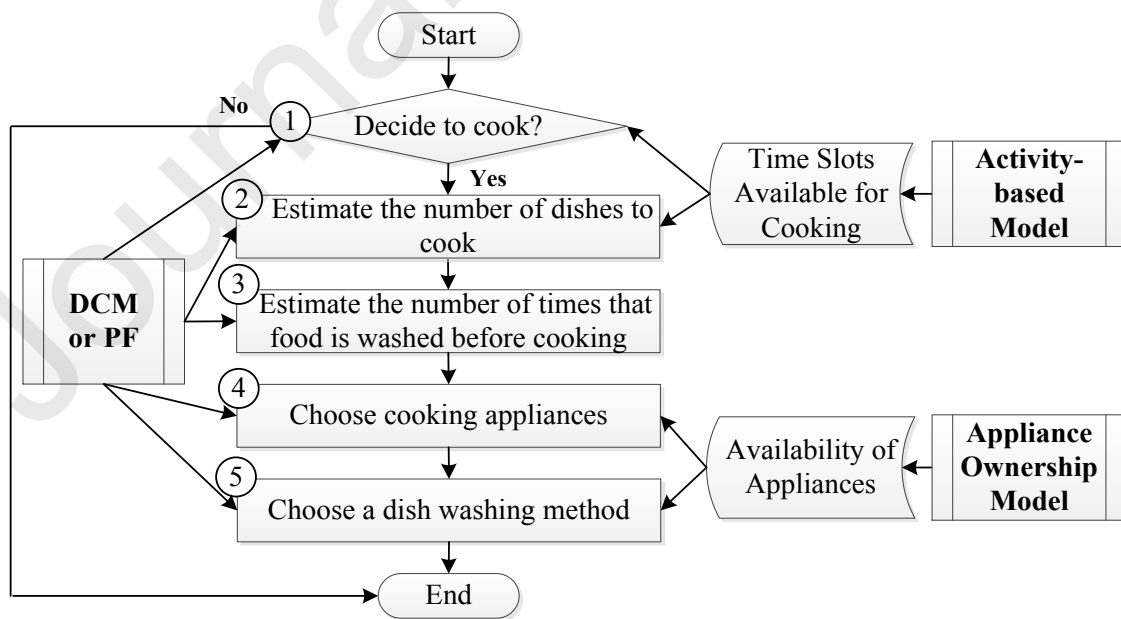 Start
No
1
Decide to cook?
Yes
Time Slots
Available for
Cooking
Activity-
based
Model
2
Estimate the number of dishes to
cook
DCM
or PF
3
Estimate the number of times that
food is washed before cooking
4
Choose cooking appliances
5
Choose a dish washing method
Availability of
Appliances
Appliance
Ownership
Model
End
Journa